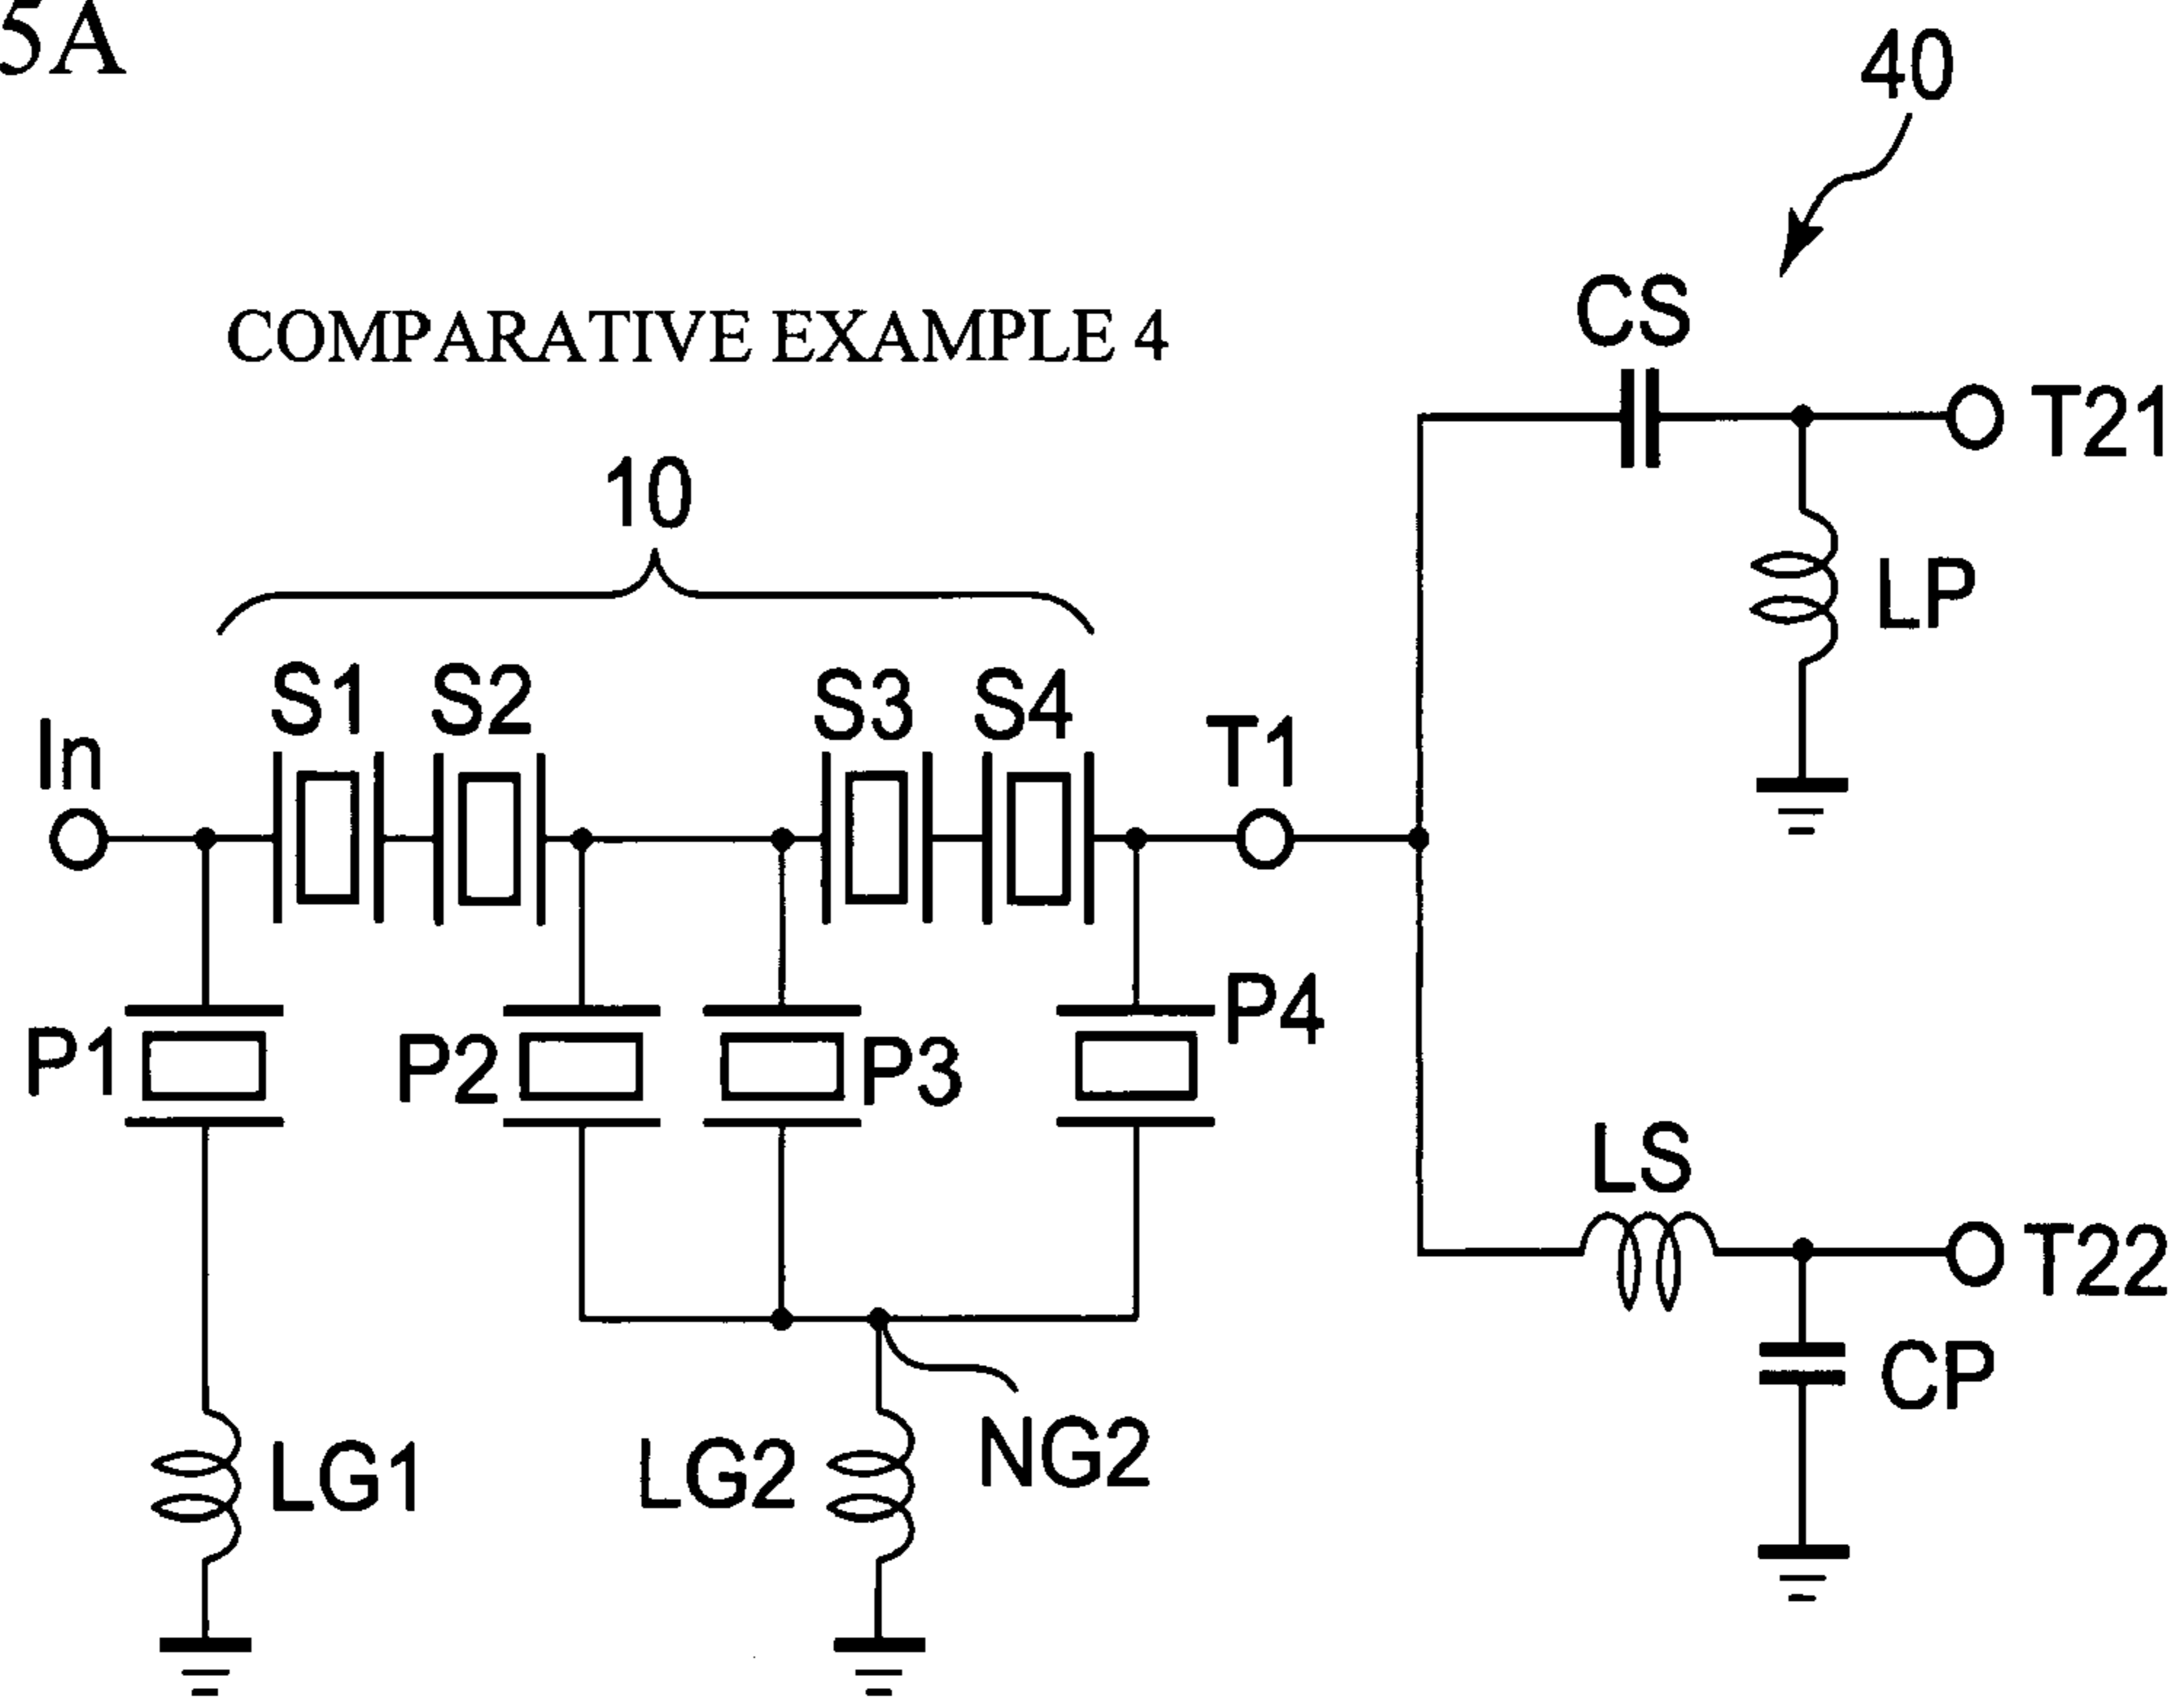 5A
40
COMPARATIVE EXAMPLE 4
CS
T21
10
LP
S1 S2 S3 S4
In
T1
P1 P2 P3 P4
LS
T22
CP
LG1 LG2 NG2